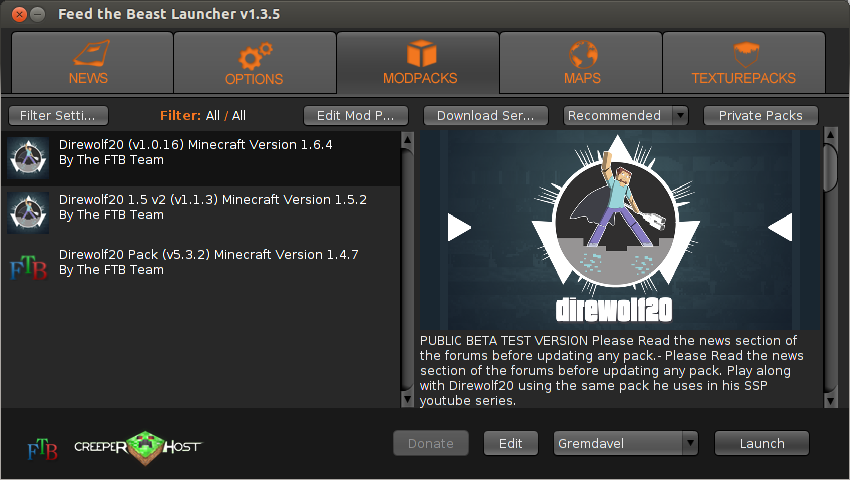 Feed the Beast Launcher v1.3.5
NEWS
OPTIONS
MODPACKS
MAPS
TEXTUREPACKS
Filter Setti...
Filter: All / All
Edit Mod P...
Download Ser...
Recommended
Private Packs
Direwolf20 (v1.0.16) Minecraft Version 1.6.4
By The FTB Team
Direwolf20 1.5 v2 (v1.1.3) Minecraft Version 1.5.2
By The FTB Team
FTB
Direwolf20 Pack (v5.3.2) Minecraft Version 1.4.7
By The FTB Team
direwolf20
PUBLIC BETA TEST VERSION Please Read the news section of
the forums before updating any pack.- Please Read the news
section of the forums before updating any pack. Play along
with Direwolf20 using the same pack he uses in his SSP
youtube series.
FTB
CREEPER HOST
Donate
Edit
Gremdavel
Launch